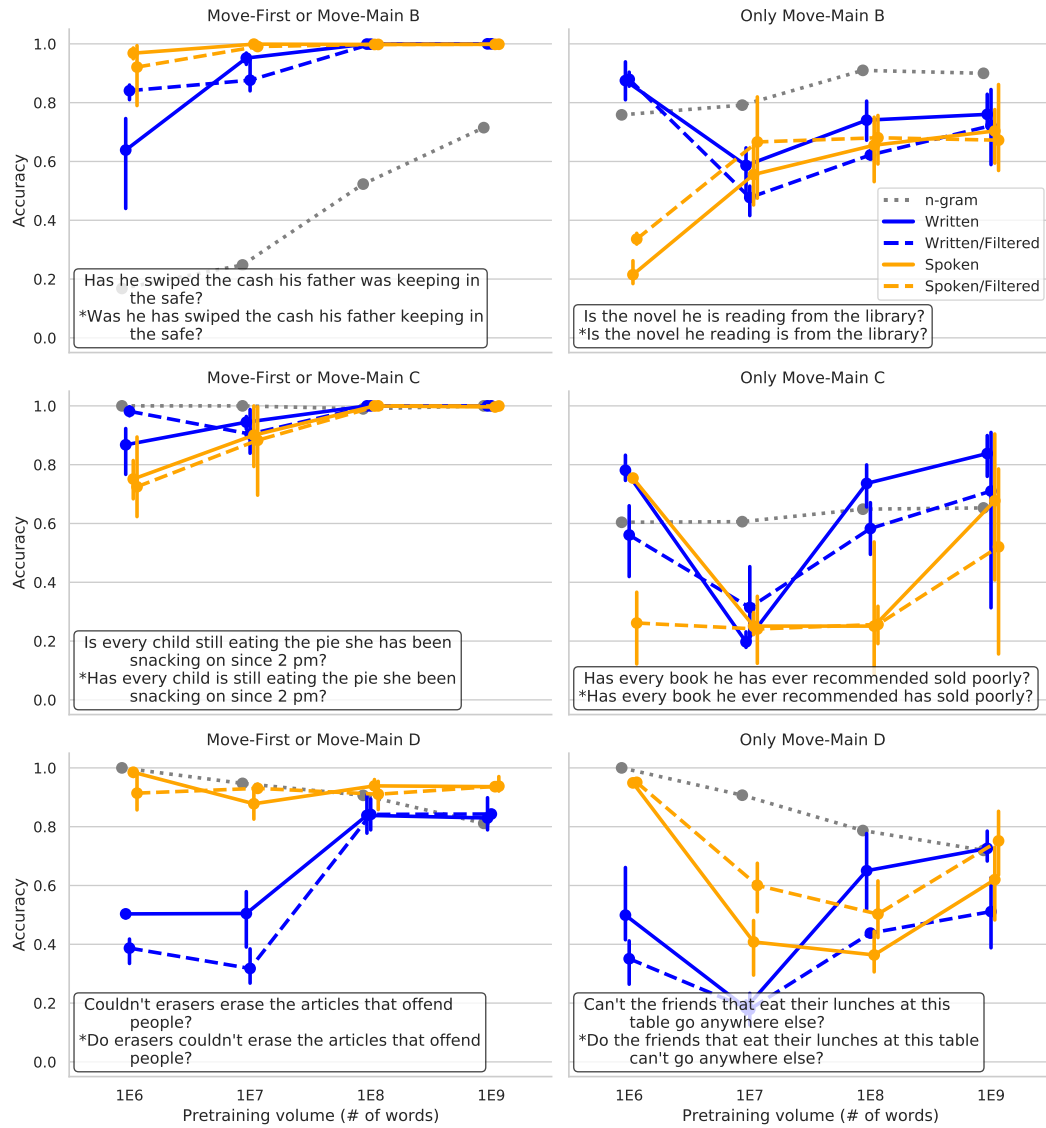 Move-First or Move-Main B
Only Move-Main B
1.0
0.8
0.6
0.4
0.2
0.0
Accuracy
n-gram
Written
Written/Filtered
Spoken
Spoken/Filtered
Has he swiped the cash his father was keeping in
the safe?
*Was he has swiped the cash his father keeping in
the safe?
Is the novel he is reading from the library?
*Is the novel he reading is from the library?
Move-First or Move-Main C
Only Move-Main C
1.0
0.8
0.6
0.4
0.2
0.0
Accuracy
Is every child still eating the pie she has been
snacking on since 2 pm?
*Has every child is still eating the pie she been
snacking on since 2 pm?
Has every book he has ever recommended sold poorly?
*Has every book he ever recommended has sold poorly?
Move-First or Move-Main D
Only Move-Main D
1.0
0.8
0.6
0.4
0.2
0.0
Accuracy
Couldn't erasers erase the articles that offend
people?
*Do erasers couldn't erase the articles that offend
people?
Can't the friends that eat their lunches at this
table go anywhere else?
*Do the friends that eat their lunches at this table
can't go anywhere else?
1E6 1E7 1E8 1E9
1E6 1E7 1E8 1E9
Pretraining volume (# of words)
Pretraining volume (# of words)